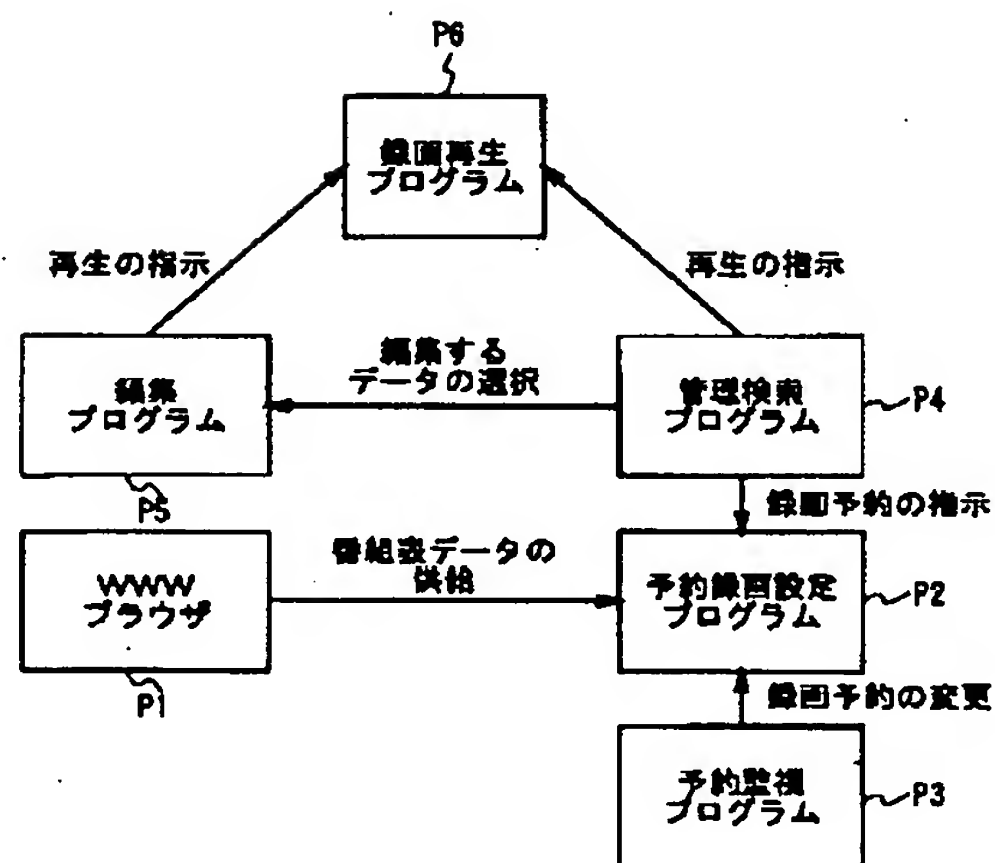 P6
録画再生
プログラム
再生の指示
再生の指示
編集
プログラム
P5
編集する
データの選択
管理検索
プログラム
P4
録画予約の指示
WWW
ブラウザ
P1
番組表データの
供給
予約録画設定
プログラム
P2
録画予約の変更
予約監視
プログラム
P3